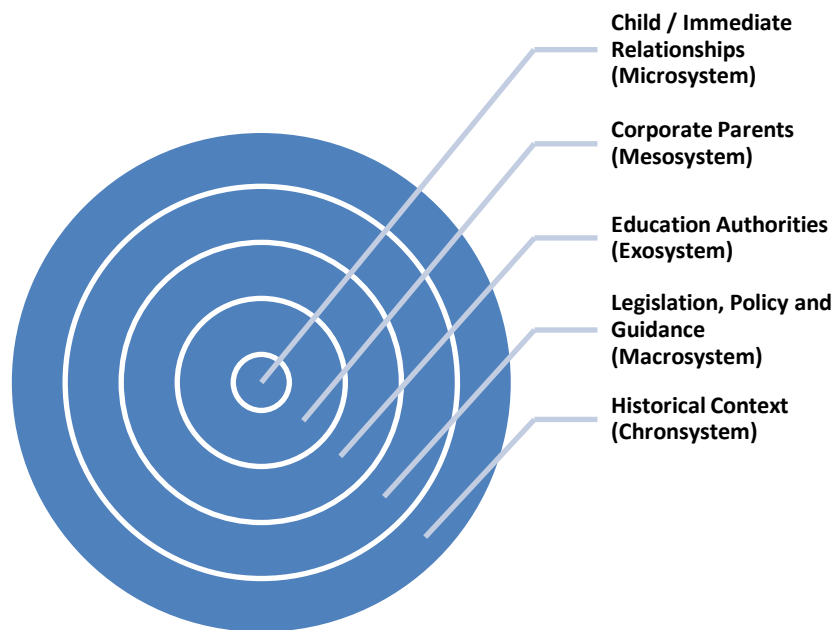 Child / Immediate
Relationships
(Microsystem)
Corporate Parents
(Mesosystem)
Education Authorities
(Exosystem)
Legislation, Policy and
Guidance
(Macrosystem)
Historical Context
(Chronsystem)